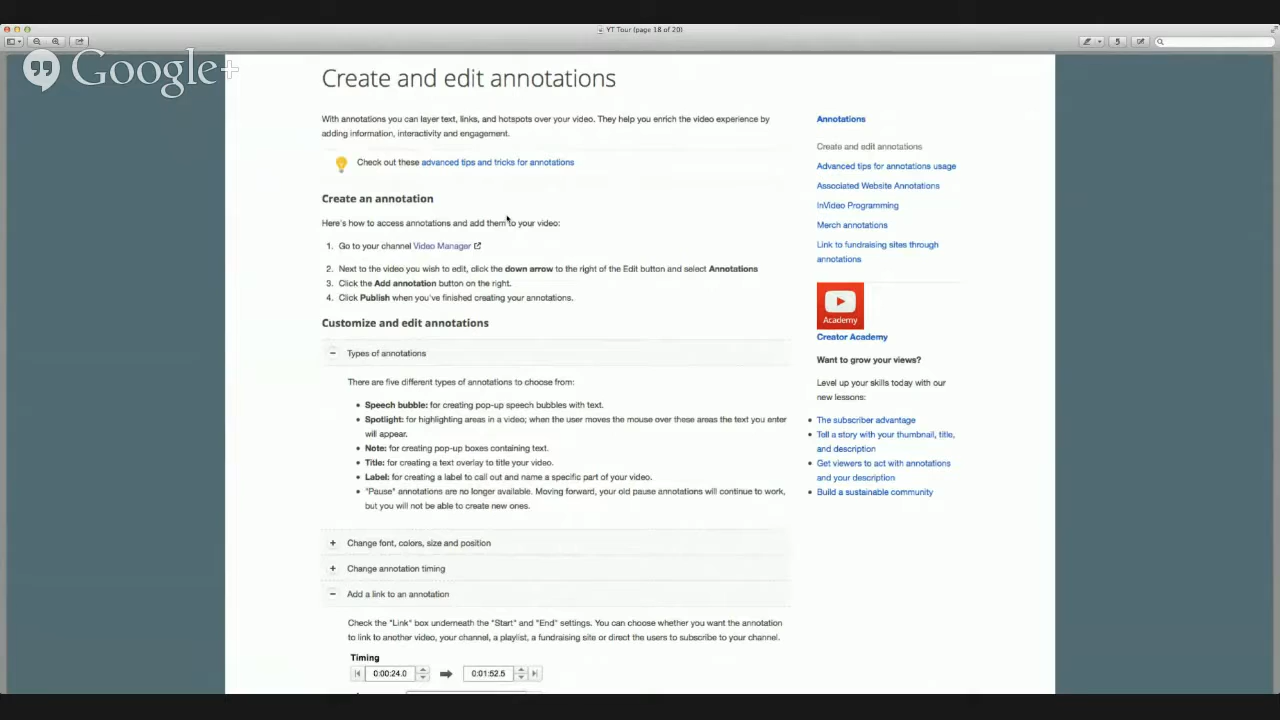 YT Tour (page 18 of 20)
Google+
Create and edit annotations
With annotations you can layer text, links, and hotspots over your video. They help you enrich the video experience by
adding information, interactivity and engagement.
Check out these advanced tips and tricks for annotations
Create an annotation
Here's how to access annotations and add them to your video:
1. Go to your channel Video Manager
2. Next to the video you wish to edit, click the down arrow to the right of the Edit button and select Annotations
3. Click the Add annotation button on the right.
4. Click Publish when you've finished creating your annotations.
Customize and edit annotations
Types of annotations
There are five different types of annotations to choose from:
Speech bubble: for creating pop-up speech bubbles with text.
Spotlight: for highlighting areas in a video; when the user moves the mouse over these areas the text you enter
will appear.
Note: for creating pop-up boxes containing text.
Title: for creating a text overlay to title your video.
Label: for creating a label to call out and name a specific part of your video.
"Pause" annotations are no longer available. Moving forward, your old pause annotations will continue to work,
but you will not be able to create new ones.
Change font, colors, size and position
Change annotation timing
Add a link to an annotation
Check the "Link" box underneath the "Start" and "End" settings. You can choose whether you want the annotation
to link to another video, your channel, a playlist, a fundraising site or direct the users to subscribe to your channel.
Timing
0:00:24.0
0:01:52.5
Annotations
Create and edit annotations
Advanced tips for annotations usage
Associated Website Annotations
InVideo Programming
Merch annotations
Link to fundraising sites through
annotations
Academy
Creator Academy
Want to grow your views?
Level up your skills today with our
new lessons:
The subscriber advantage
Tell a story with your thumbnail, title,
and description
Get viewers to act with annotations
and your description
Build a sustainable community